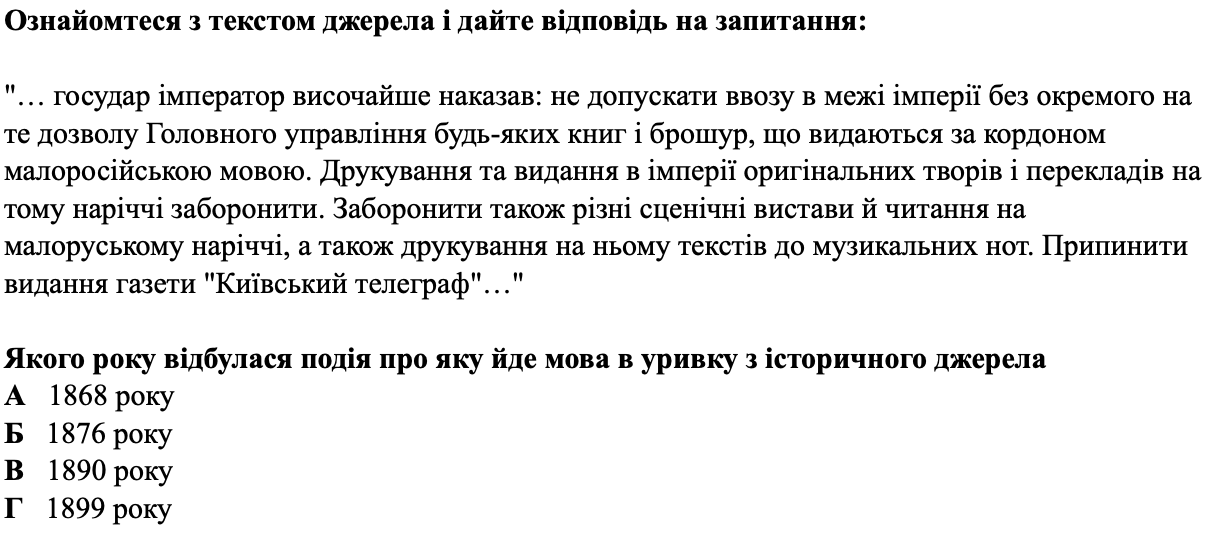 Ознайомтеся з текстом джерела і дайте відповідь на запитання:
"… государ імператор височайше наказав: не допускати ввозу в межі імперії без окремого на
те дозволу Головного управління будь-яких книг і брошур, що видаються за кордоном
малоросійською мовою. Друкування та видання в імперії оригінальних творів і перекладів на
тому наріччі заборонити. Заборонити також різні сценічні вистави й читання на
малоруському наріччі, а також друкування на ньому текстів до музикальних нот. Припинити
видання газети "Київський телеграф"…"
Якого року відбулася подія про яку йде мова в уривку з історичного джерела
А 1868 року
Б 1876 року
В 1890 року
Г 1899 року